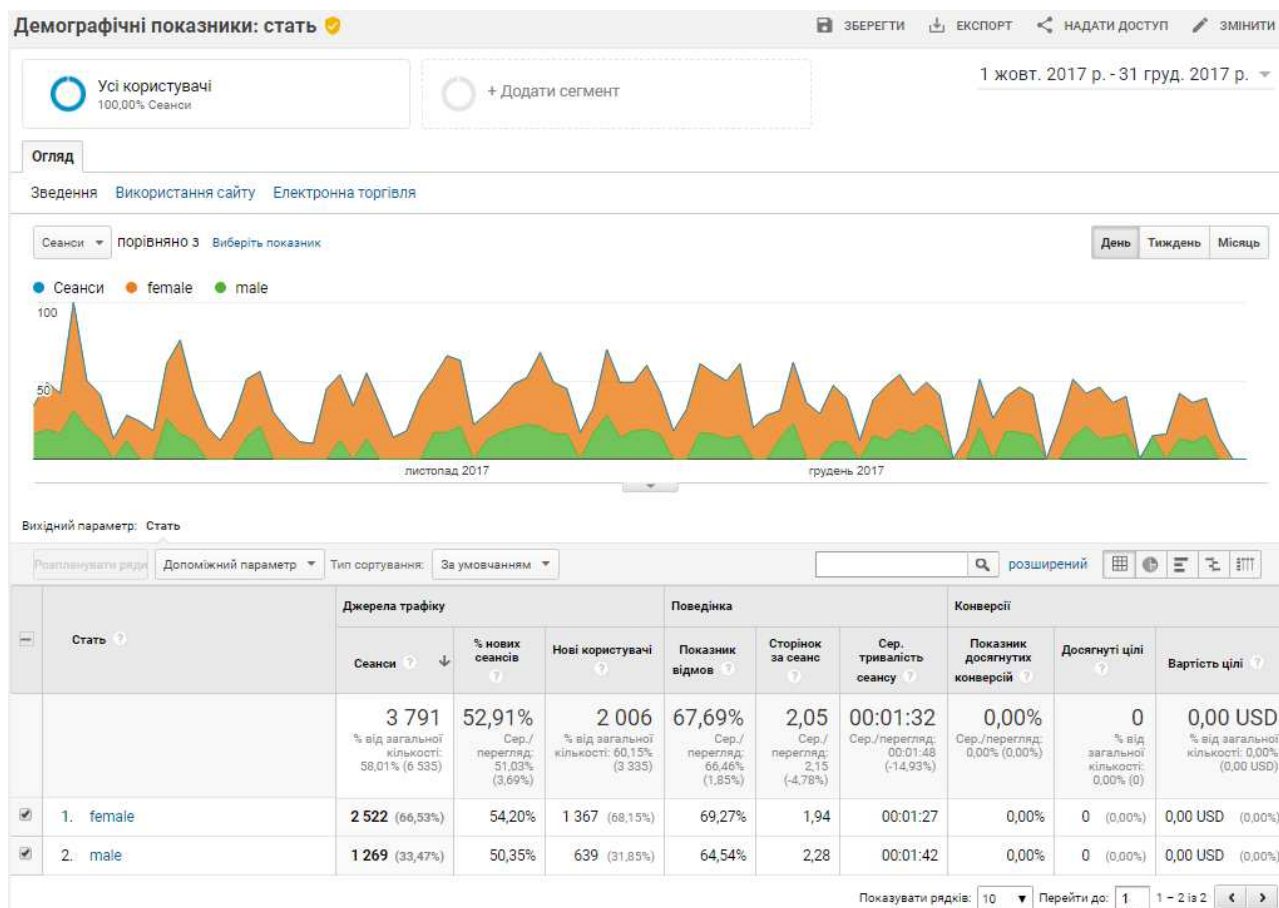 Демографічні показники: стать
ЗБЕРЕГТИ ЕКСПОРТ НАДАТИ ДОСТУП ЗМІНИТИ
Усі користувачі
100,00% Сеанси
+ Додати сегмент
1 жовт. 2017 р. - 31 груд. 2017 р.
Огляд
Зведення Використання сайту Електронна торгівля
Сеанси порівняно з Виберіть показник
День Тиждень Місяць
Сеанси female male
100
50
листопад 2017 грудень 2017
Вихідний параметр: Стать
Розпланувати ряди Допоміжний параметр Тип сортування: За умовчанням розширений
Стать
Джерела трафіку Поведінка Конверсії
Сеанси % нових сеансів Нові користувачі Показник відмов Сторінок за сеанс Сер. тривалість сеансу Показник досягнутих конверсій Досягнуті цілі Вартість цілі
3 791 % від загальної кількості: 58,01% (6 535)
52,91% Сер./перегляд: 51,03% (3,69%)
2 006 % від загальної кількості: 60,15% (3 335)
67,69% Сер./перегляд: 66,46% (1,85%)
2,05 Сер./перегляд: 2,15 (-4,78%)
00:01:32 Сер./перегляд: 00:01:48 (-14,93%)
0,00% Сер./перегляд: 0,00% (0,00%)
0 % від загальної кількості: 0,00% (0)
0,00 USD % від загальної кількості: 0,00% (0,00 USD)
1. female 2 522 (66,53%) 54,20% 1 367 (68,15%) 69,27% 1,94 00:01:27 0,00% 0 (0,00%) 0,00 USD (0,00%)
2. male 1 269 (33,47%) 50,35% 639 (31,85%) 64,54% 2,28 00:01:42 0,00% 0 (0,00%) 0,00 USD (0,00%)
Показувати рядків: 10 Перейти до: 1 1 – 2 із 2